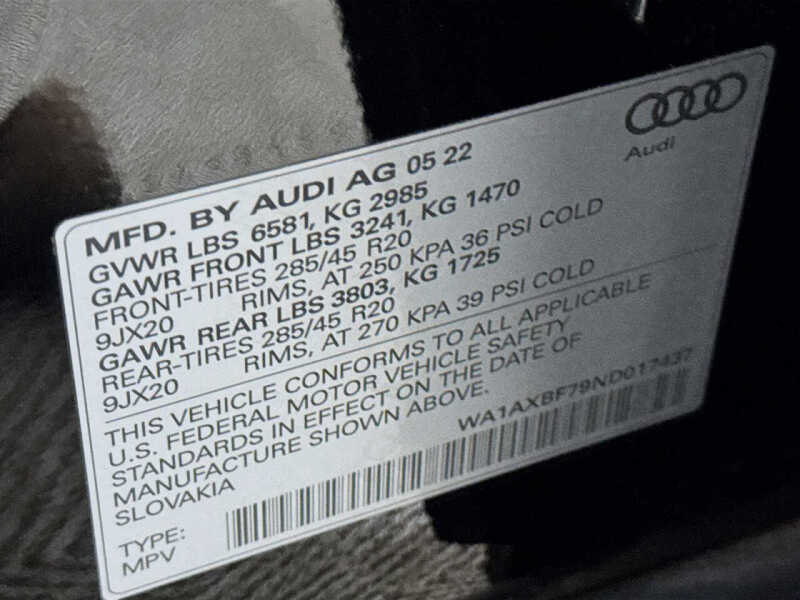 Audi
MFD. BY AUDI AG 05 22
GVWR LBS 6581, KG 2985
GAWR FRONT LBS 3241, KG 1470
FRONT-TIRES 285/45 R20
9JX20 RIMS, AT 250 KPA 36 PSI COLD
GAWR REAR LBS 3803, KG 1725
REAR-TIRES 285/45 R20
9JX20 RIMS, AT 270 KPA 39 PSI COLD
THIS VEHICLE CONFORMS TO ALL APPLICABLE
U.S. FEDERAL MOTOR VEHICLE SAFETY
STANDARDS IN EFFECT ON THE DATE OF
MANUFACTURE SHOWN ABOVE.
SLOVAKIA
WA1AXBF79ND017437
TYPE:
MPV